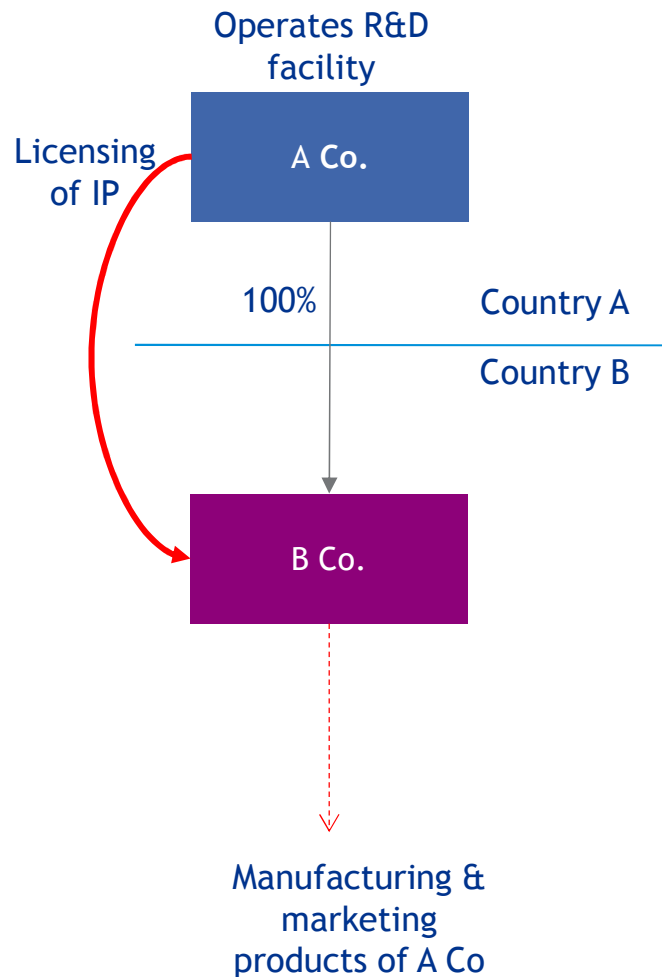 Operates R&D
facility
Licensing
of IP
A Co.
100%
Country A
Country B
B Co.
Manufacturing &
marketing
products of A Co